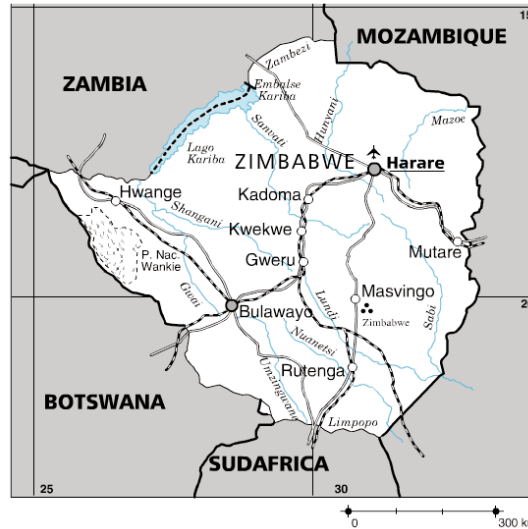 15
MOZAMBIQUE
ZAMBIA
Zambezi
Embalse
Kariba
Hunyani
Mazoe
Sanyati
Lago
Kariba
ZIMBABWE
Harare
Hwange
Kadoma
Shangani
Kwekwe
Mutare
P. Nac.
Wankie
Gweru
Gwai
Masvingo
Lundi
Sabi
Bulawayo
Zimbabwe
Nuanetsi
Rutenga
Umzingwani
BOTSWANA
Limpopo
SUDAFRICA
25
30
0
300 k